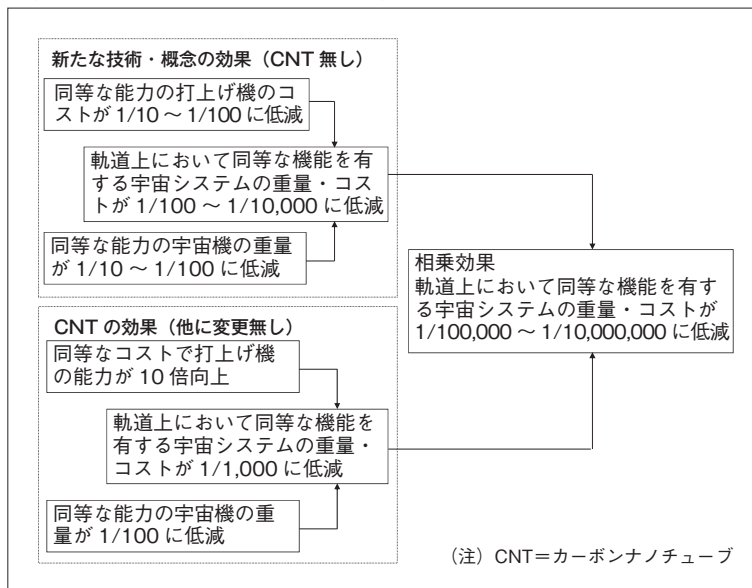 新たな技術・概念の効果（CNT 無し）
同等な能力の打上げ機のコ
ストが 1/10 ～ 1/100 に低減
軌道上において同等な機能を有
する宇宙システムの重量・コス
トが 1/100 ～ 1/10,000 に低減
同等な能力の宇宙機の重量
が 1/10 ～ 1/100 に低減
相乗効果
軌道上において同等な機能を有す
る宇宙システムの重量・コストが
1/100,000 ～ 1/10,000,000 に低減
CNT の効果（他に変更無し）
同等なコストで打上げ機
の能力が 10 倍向上
軌道上において同等な機能を
有する宇宙システムの重量・
コストが 1/1,000 に低減
同等な能力の宇宙機の重
量が 1/100 に低減
（注）CNT＝カーボンナノチューブ